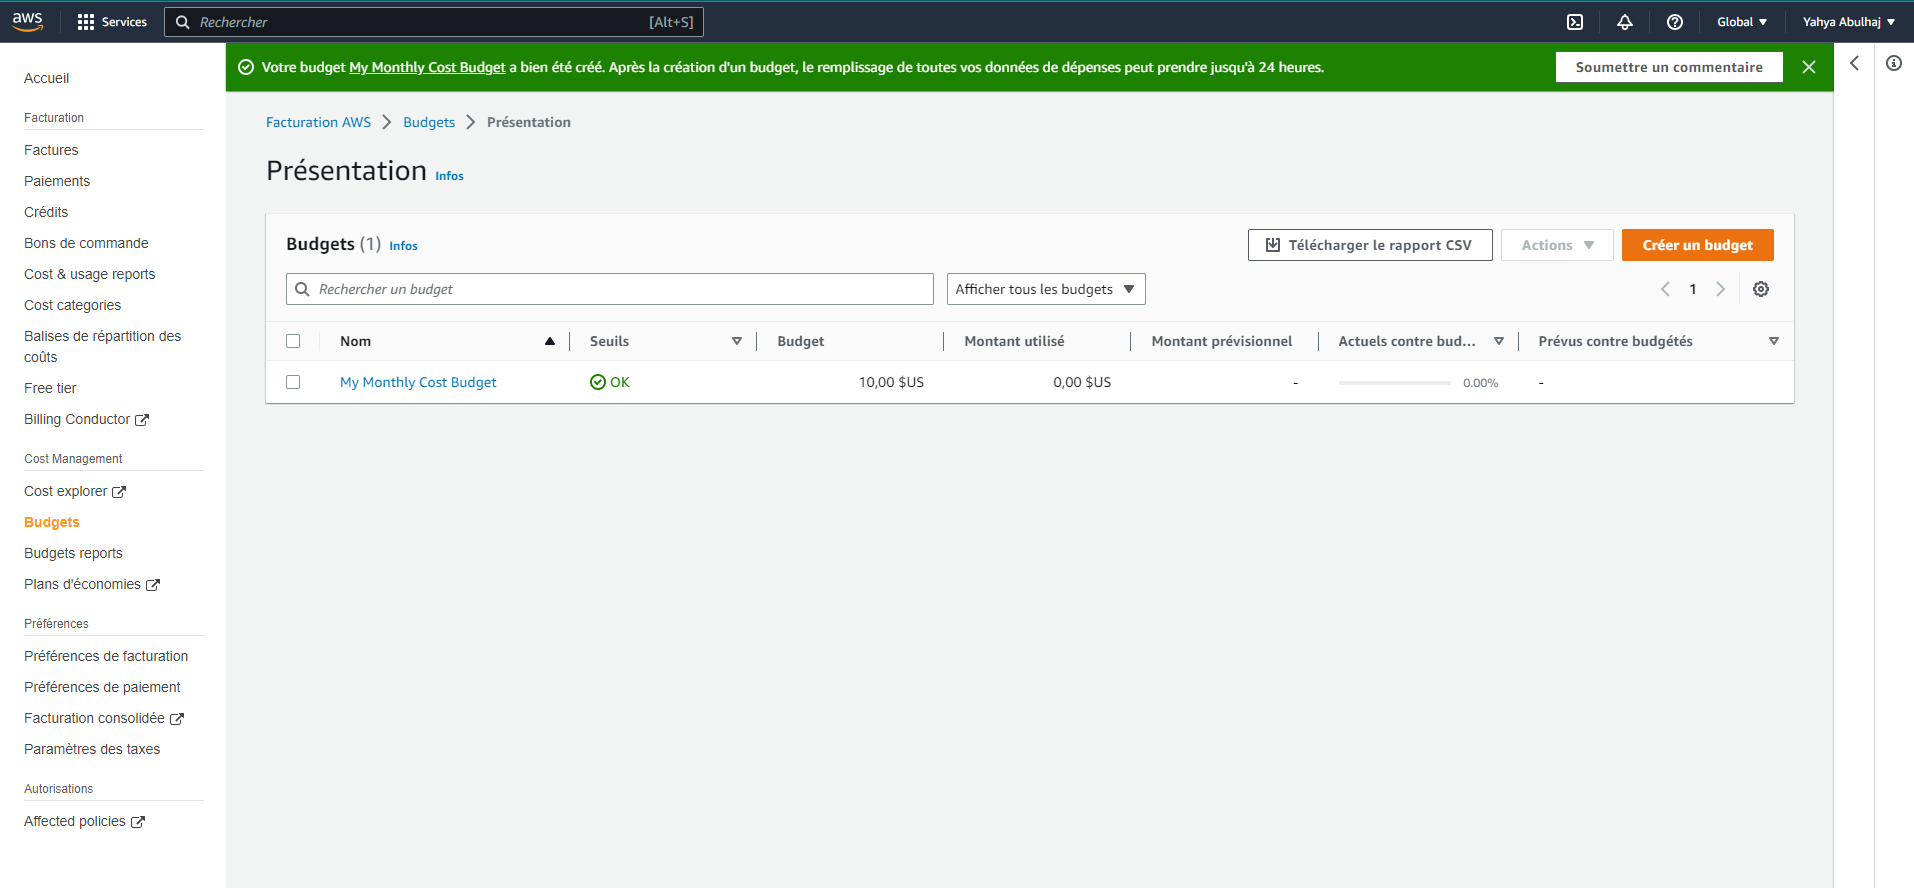 aws
Services
Rechercher [Alt+S]
Global
Yahya Abulhaj
Votre budget My Monthly Cost Budget a bien été créé. Après la création d'un budget, le remplissage de toutes vos données de dépenses peut prendre jusqu'à 24 heures.
Soumettre un commentaire
Accueil
Facturation
Factures
Paiements
Crédits
Bons de commande
Cost & usage reports
Cost categories
Balises de répartition des
coûts
Free tier
Billing Conductor
Cost Management
Cost explorer
Budgets
Budgets reports
Plans d'économies
Préférences
Préférences de facturation
Préférences de paiement
Facturation consolidée
Paramètres des taxes
Autorisations
Affected policies
Facturation AWS > Budgets > Présentation
Présentation Infos
Budgets (1) Infos
Télécharger le rapport CSV
Actions
Créer un budget
Rechercher un budget
Afficher tous les budgets
1
Nom Seuils Budget Montant utilisé Montant prévisionnel Actuels contre bud... Prévus contre budgétés
My Monthly Cost Budget OK 10,00 $US 0,00 $US - 0.00% -